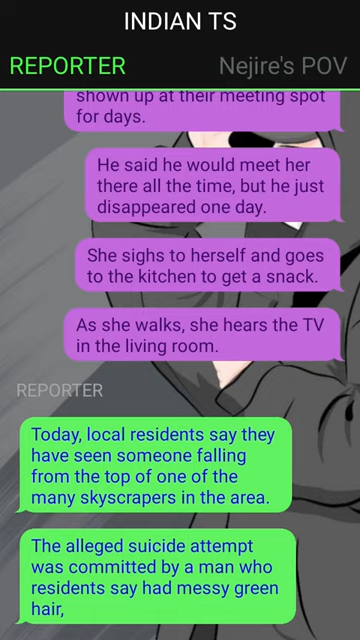 INDIAN TS
REPORTER Nejire's POV
shown up at their meeting spot
for days.
He said he would meet her
there all the time, but he just
disappeared one day.
She sighs to herself and goes
to the kitchen to get a snack.
As she walks, she hears the TV
in the living room.
REPORTER
Today, local residents say they
have seen someone falling
from the top of one of the
many skyscrapers in the area.
The alleged suicide attempt
was committed by a man who
residents say had messy green
hair,